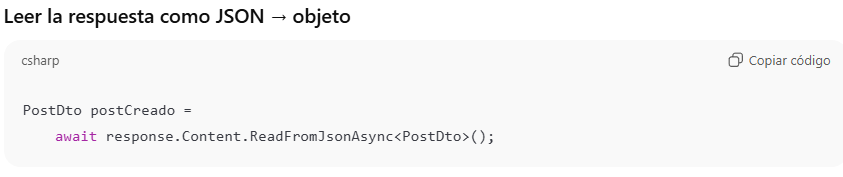 Leer la respuesta como JSON → objeto
csharp
Copiar código
PostDto postCreado =
    await response.Content.ReadFromJsonAsync<PostDto>();